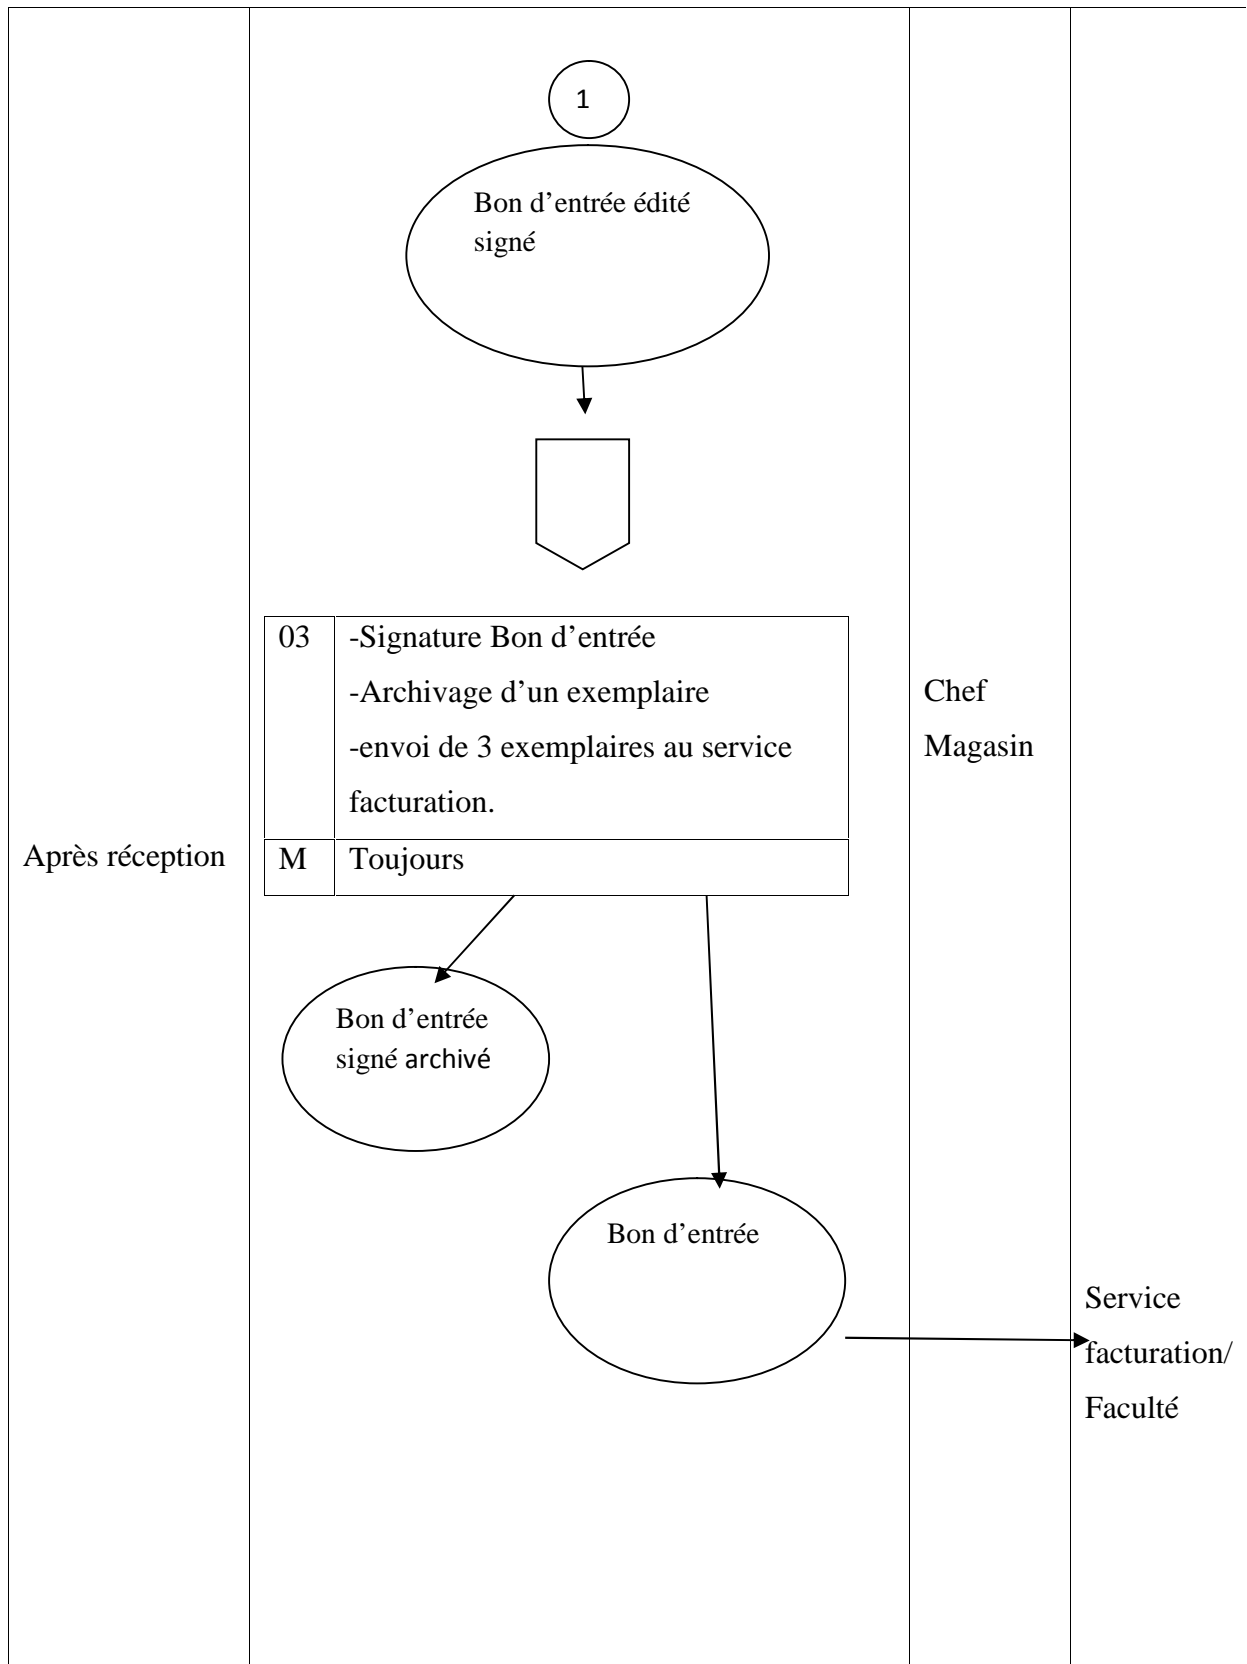 1
Bon d’entrée édité
signé
03
-Signature Bon d’entrée
-Archivage d’un exemplaire
-envoi de 3 exemplaires au service
facturation.
Chef
Magasin
Après réception
M
Toujours
Bon d’entrée
signé archivé
Bon d’entrée
Service
facturation/
Faculté